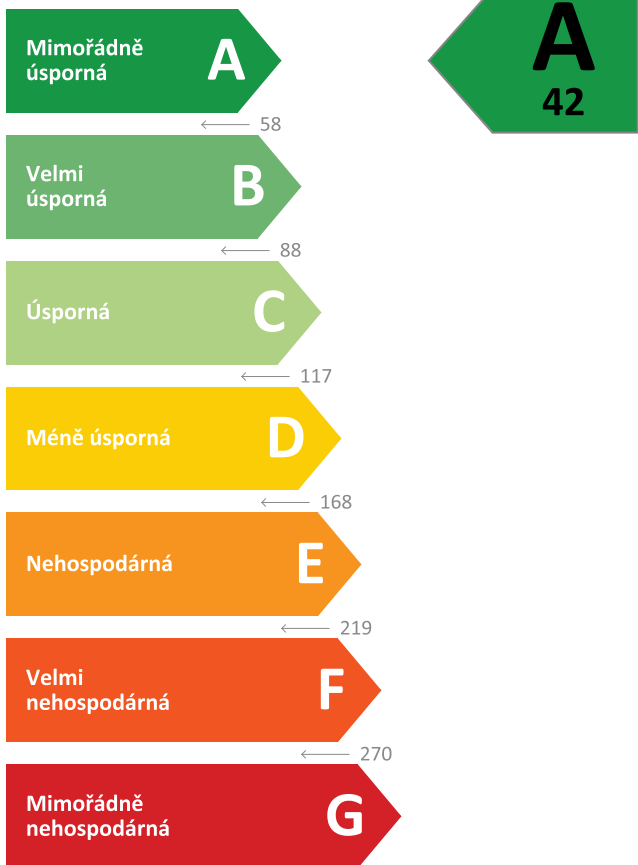 Mimořádně
úsporná
A
A
42
58
Velmi
úsporná
B
88
Úsporná
C
117
Méně úsporná
D
168
Nehospodárná
E
219
Velmi
nehospodárná
F
270
Mimořádně
nehospodárná
G